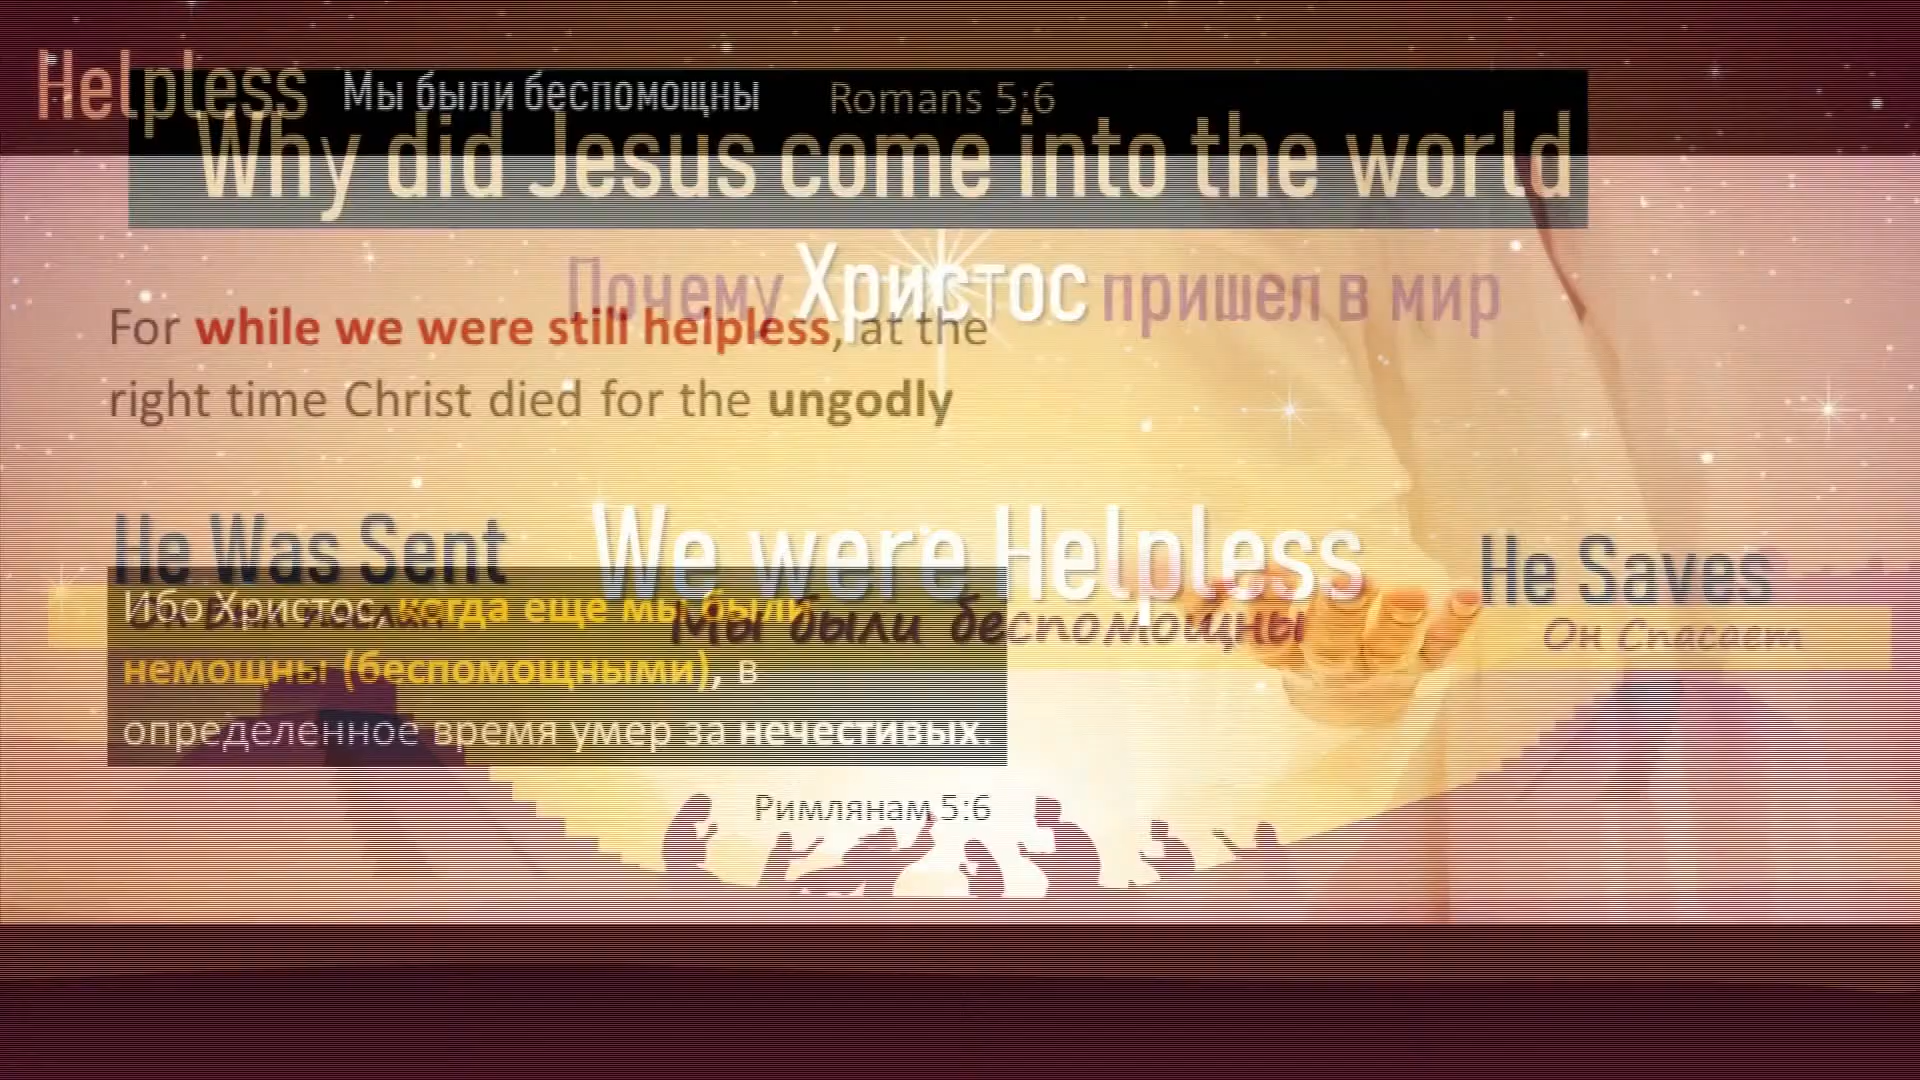 Helpless Мы были беспомощны Romans 5:6
Why did Jesus come into the world
Почему Христос пришел в мир
For while we were still helpless, at the
right time Christ died for the ungodly
He Was Sent We were Helpless He Saves
Мы были беспомощны Он Спасает
Ибо Христос, когда еще мы были
немощны (беспомощными), в
определенное время умер за нечестивых.
Римлянам 5:6